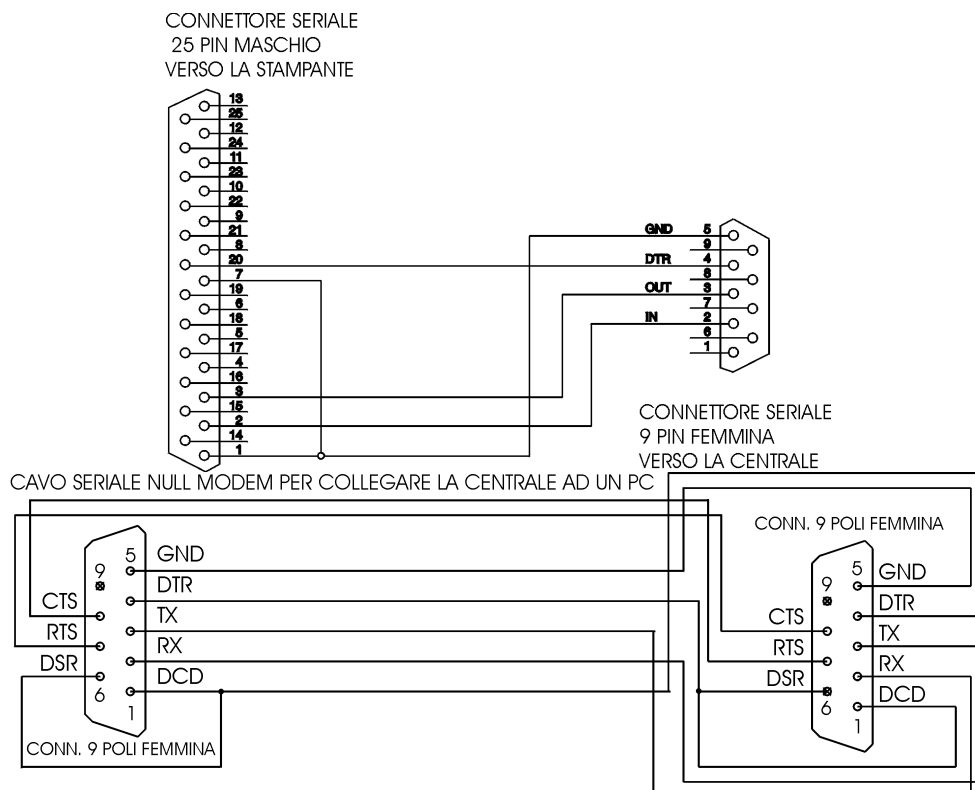 CONNETTORE SERIALE
25 PIN MASCHIO
VERSO LA STAMPANTE
13
25
12
24
11
23
10
22
9
21
8
20
7
19
6
18
5
17
4
16
3
15
2
14
1
GND 5
9
DTR 4
8
OUT 3
7
IN 2
6
1
CONNETTORE SERIALE
9 PIN FEMMINA
VERSO LA CENTRALE
CAVO SERIALE NULL MODEM PER COLLEGARE LA CENTRALE AD UN PC
5 GND
9
DTR
CTS
TX
RTS
RX
DSR
DCD
6
1
CONN. 9 POLI FEMMINA
CONN. 9 POLI FEMMINA
5 GND
9
DTR
CTS
TX
RTS
RX
DSR
DCD
6
1